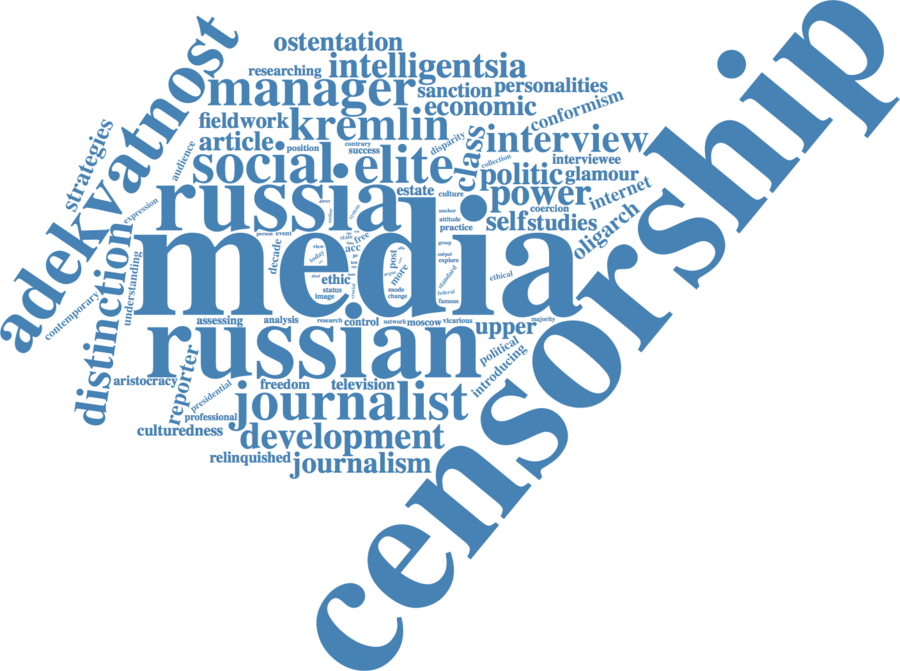 ostentation
researching
intelligentsia
manager
sanction
personalities
economic
conformism
fieldwork
kremlin
adekvatnost
article
position
contrary
success
disparity
class
interview
social
elite
collection
interviewee
politic
glamour
audience
strategies
russia
estate
culture
power
internet
expression
anchor
attitude
practice
coercion
self
studies
oligarch
distinction
understanding
contemporary
media
person
event
decade
view
today
free
acc
post
more
group
output
explore
standard
ethical
ethic
status
image
mode
change
federal
famous
assessing
analysis
research
control
network
moscow
vicarious
majority
upper
russian
political
introducing
aristocracy
reporter
presidential
freedom
television
professional
journalist
culturedness
development
relinquished
journalism
censorship